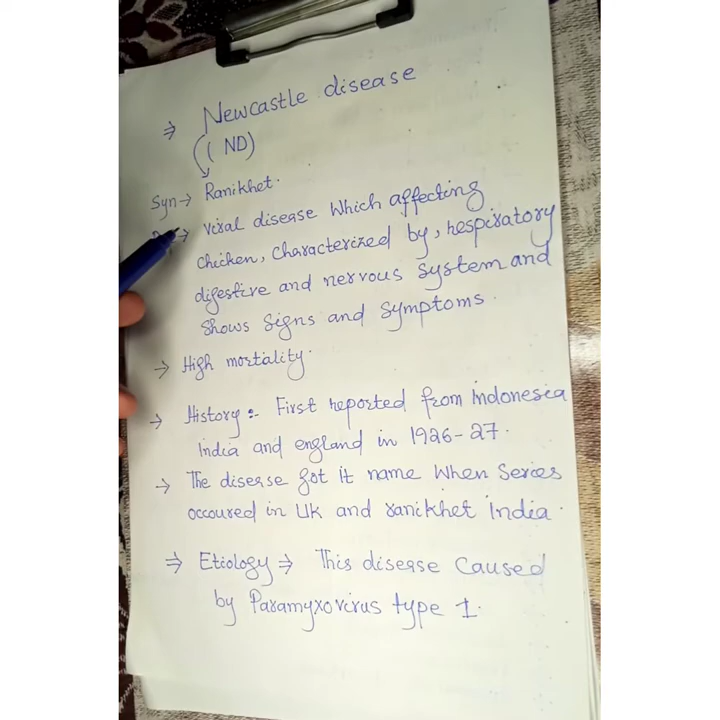 ⇒ Newcastle disease
(ND)
Syn → Ranikhet.
→ Viral disease Which affecting
chicken, Characterized by, respiratory
digestive and nervous system and
Shows Signs and Symptoms.
→ High mortality.
→ History :- First reported from indonesia
India and england in 1926-27.
→ The disease got it name When Series
occoured in UK and ranikhet India.
⇒ Etiology ⇒ This disease Caused
by Paramyxovirus type 1.